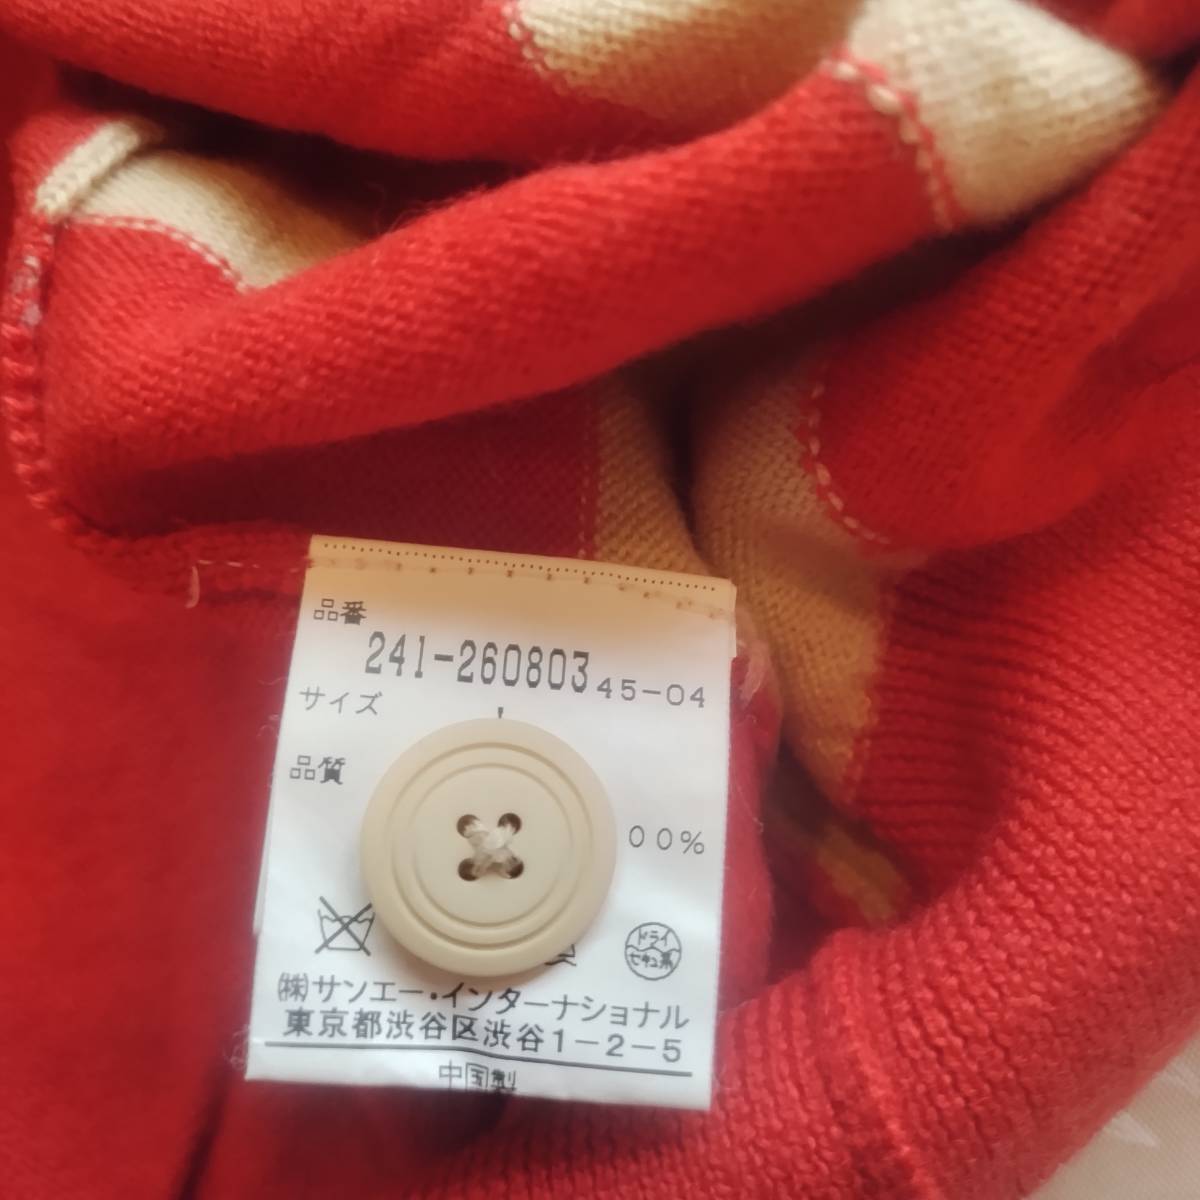 品番
241-260803 45-04
サイズ
品質
00%
ドライ
セキュ系
㈱サンエー・インターナショナル
東京都渋谷区渋谷1-2-5
中国製